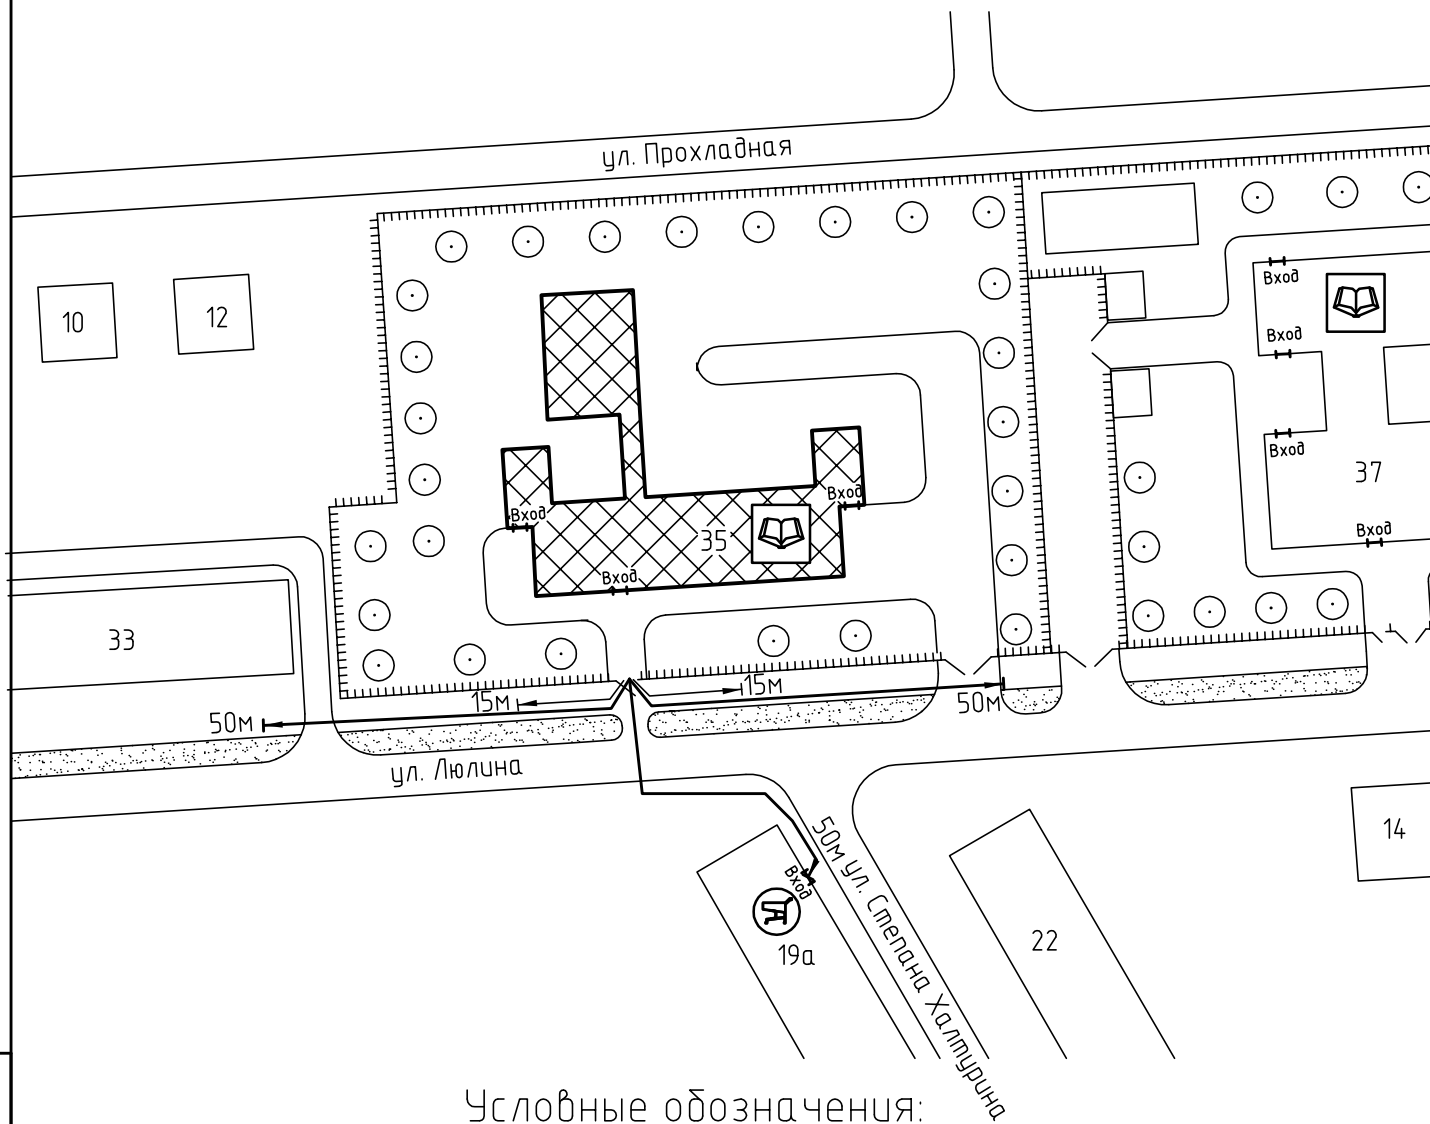 ул. Прохладная
Вход
10
12
Вход
Вход
37
Вход
Вход
35
Вход
Вход
Вход
33
15м
15м
50м
50м
ул. Люлина
50м ул. Степана Халтурина
14
Вход
19а
22
Условные обозначения: